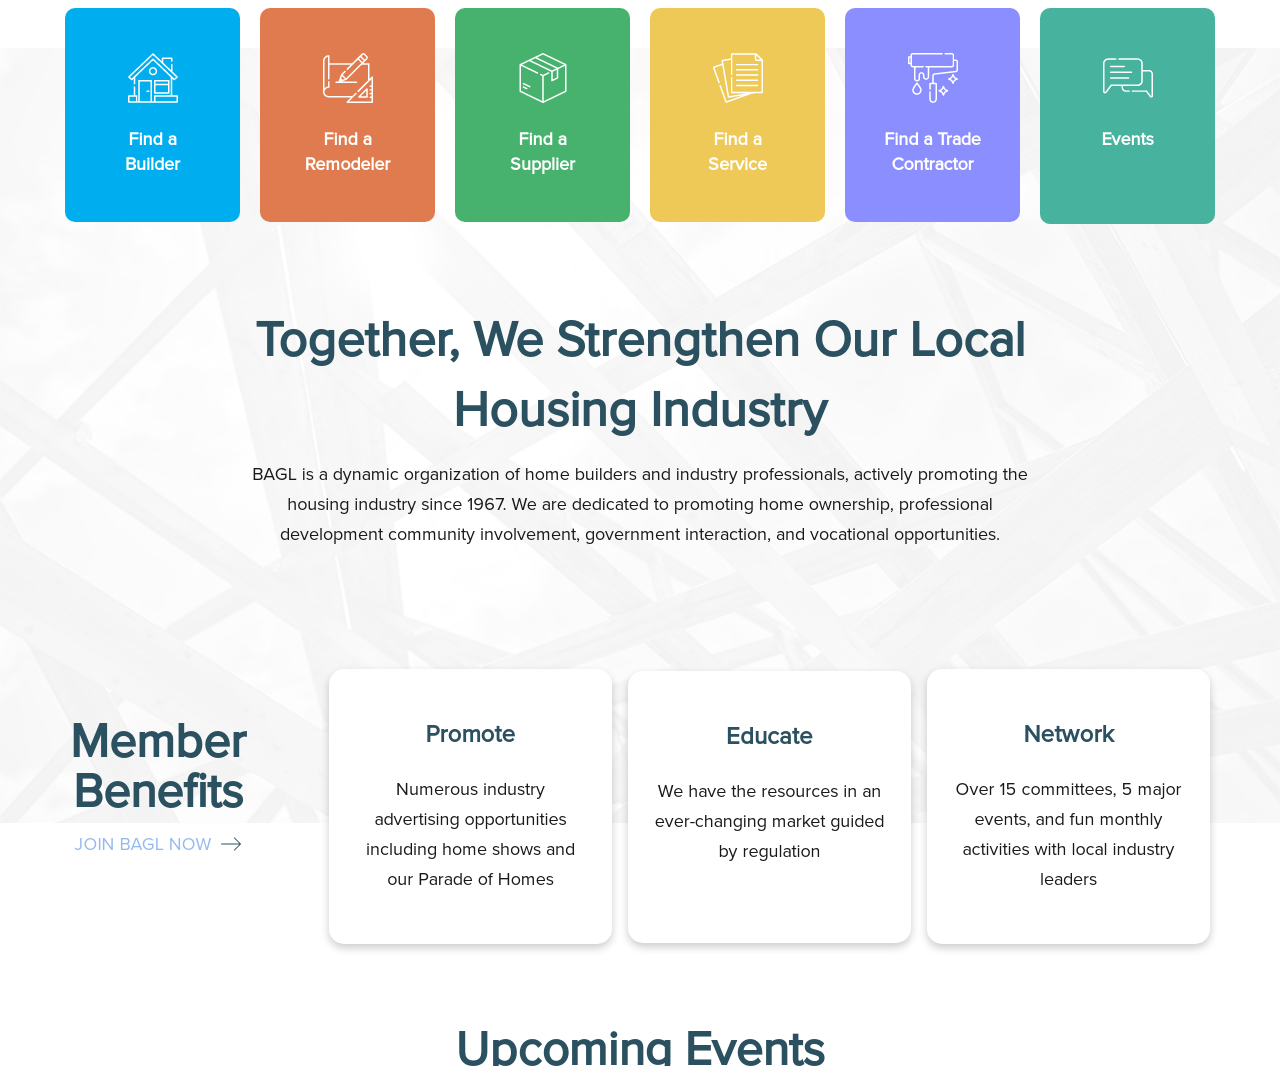 Find a
Builder
Find a
Remodeler
Find a
Supplier
Find a
Service
Find a Trade
Contractor
Events
Together, We Strengthen Our Local
Housing Industry
BAGL is a dynamic organization of home builders and industry professionals, actively promoting the
housing industry since 1967. We are dedicated to promoting home ownership, professional
development community involvement, government interaction, and vocational opportunities.
Member
Benefits
JOIN BAGL NOW
Promote
Numerous industry
advertising opportunities
including home shows and
our Parade of Homes
Educate
We have the resources in an
ever-changing market guided
by regulation
Network
Over 15 committees, 5 major
events, and fun monthly
activities with local industry
leaders
Upcoming Events